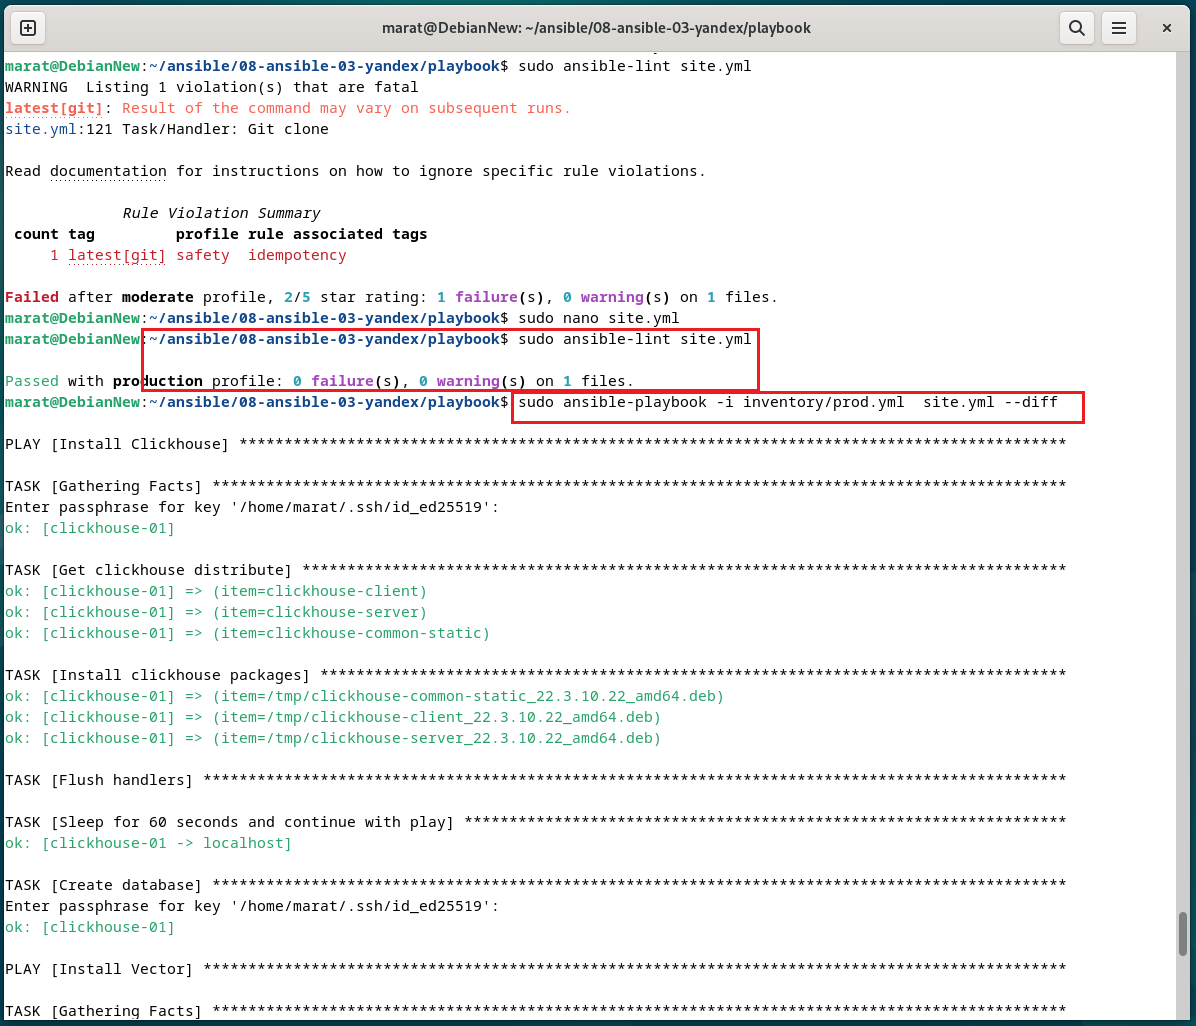 marat@DebianNew: ~/ansible/08-ansible-03-yandex/playbook
marat@DebianNew:~/ansible/08-ansible-03-yandex/playbook$ sudo ansible-lint site.yml
WARNING  Listing 1 violation(s) that are fatal
latest[git]: Result of the command may vary on subsequent runs.
site.yml:121 Task/Handler: Git clone
Read documentation for instructions on how to ignore specific rule violations.
Rule Violation Summary
count tag         profile rule associated tags
1 latest[git] safety  idempotency
Failed after moderate profile, 2/5 star rating: 1 failure(s), 0 warning(s) on 1 files.
marat@DebianNew:~/ansible/08-ansible-03-yandex/playbook$ sudo nano site.yml
marat@DebianNew:~/ansible/08-ansible-03-yandex/playbook$ sudo ansible-lint site.yml
Passed with production profile: 0 failure(s), 0 warning(s) on 1 files.
marat@DebianNew:~/ansible/08-ansible-03-yandex/playbook$ sudo ansible-playbook -i inventory/prod.yml  site.yml --diff
PLAY [Install Clickhouse] ********************************************************************************************
TASK [Gathering Facts] ***********************************************************************************************
Enter passphrase for key '/home/marat/.ssh/id_ed25519':
ok: [clickhouse-01]
TASK [Get clickhouse distribute] *************************************************************************************
ok: [clickhouse-01] => (item=clickhouse-client)
ok: [clickhouse-01] => (item=clickhouse-server)
ok: [clickhouse-01] => (item=clickhouse-common-static)
TASK [Install clickhouse packages] ***********************************************************************************
ok: [clickhouse-01] => (item=/tmp/clickhouse-common-static_22.3.10.22_amd64.deb)
ok: [clickhouse-01] => (item=/tmp/clickhouse-client_22.3.10.22_amd64.deb)
ok: [clickhouse-01] => (item=/tmp/clickhouse-server_22.3.10.22_amd64.deb)
TASK [Flush handlers] ************************************************************************************************
TASK [Sleep for 60 seconds and continue with play] *******************************************************************
ok: [clickhouse-01 -> localhost]
TASK [Create database] ***********************************************************************************************
Enter passphrase for key '/home/marat/.ssh/id_ed25519':
ok: [clickhouse-01]
PLAY [Install Vector] ************************************************************************************************
TASK [Gathering Facts] ***********************************************************************************************